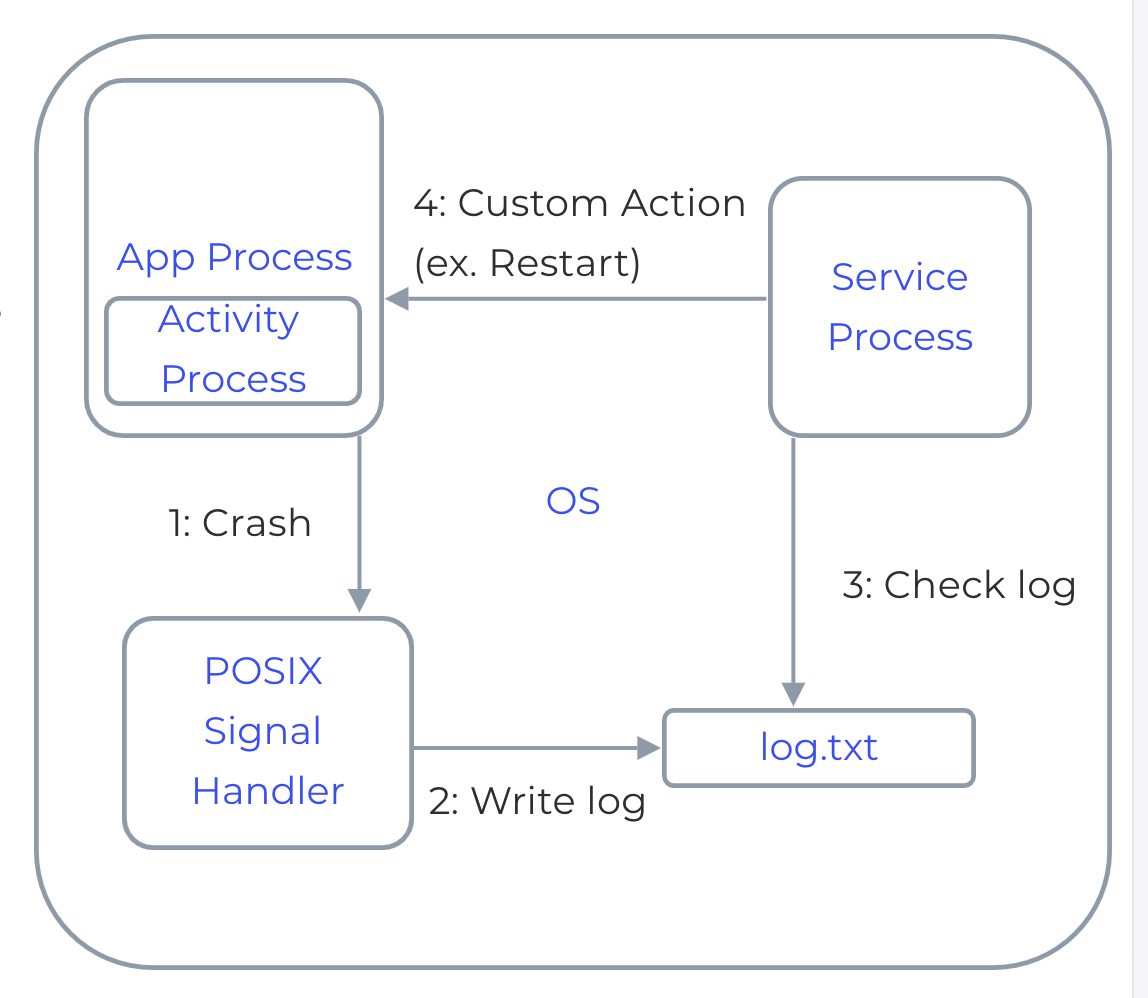 4: Custom Action
(ex. Restart)
App Process
Activity
Process
Service
Process
1: Crash
OS
3: Check log
POSIX
Signal
Handler
log.txt
2: Write log